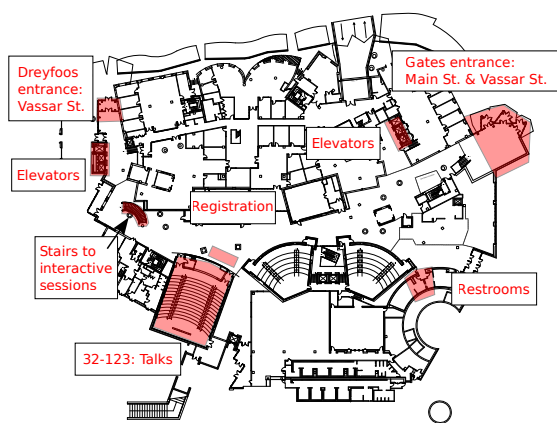 Dreyfoos
entrance:
Vassar St.
Gates entrance:
Main St. & Vassar St.
Elevators
Elevators
Registration
Stairs to
interactive
sessions
Restrooms
32-123: Talks